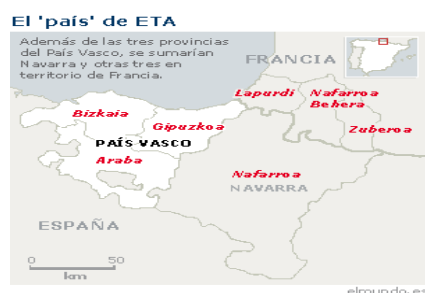 El 'país' de ETA
Además de las tres provincias
del País Vasco, se sumarían
Navarra y otras tres en
territorio de Francia.
FRANCIA
Lapurdi
Nafarroa
Behera
Bizkaia
Gipuzkoa
Zuberoa
PAÍS VASCO
Araba
Nafarroa
NAVARRA
ESPAÑA
0 50
km
elmundo.es